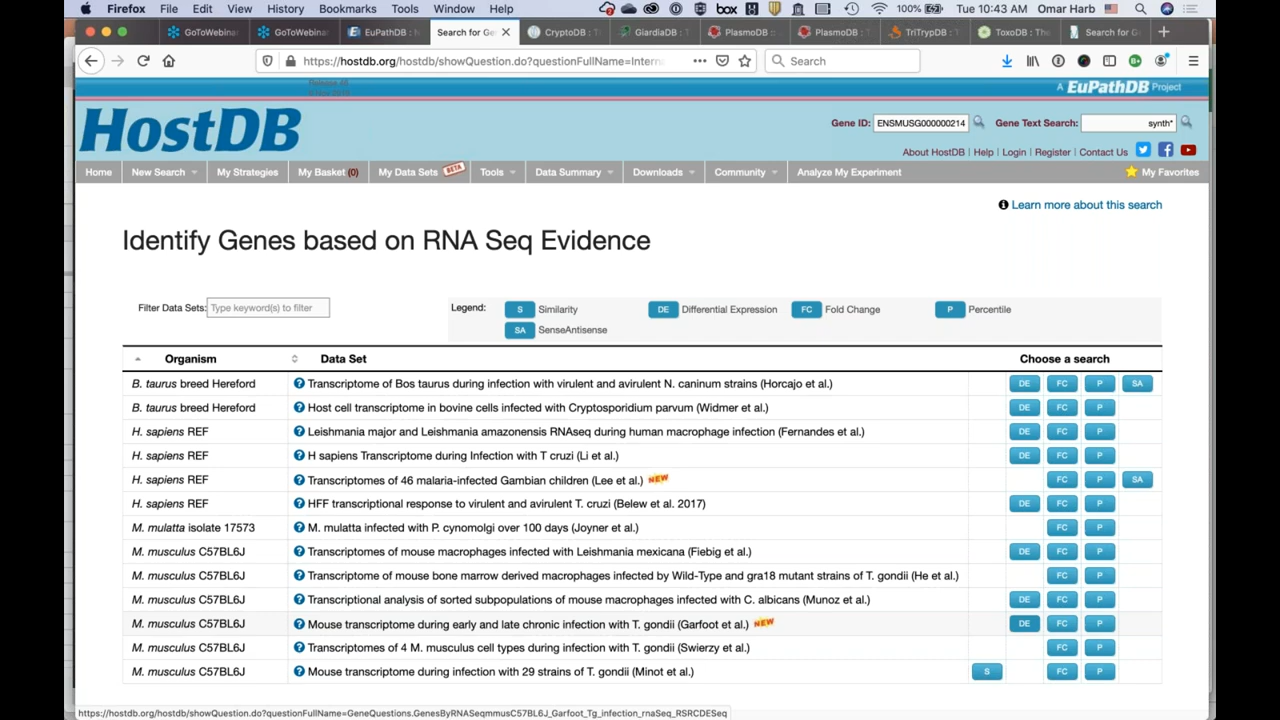 Firefox File Edit View History Bookmarks Tools Window Help box 100% Tue 10:43 AM Omar Harb
GoToWebina GoToWebina EuPathDB : Search for Ge CryptoDB : T GiardiaDB : PlasmoDB :: PlasmoDB : TriTrypDB : ToxoDB : The Search for G
https://hostdb.org/hostdb/showQuestion.do?questionFullName=Interna Search
Release 46
A EuPathDB Project
HostDB
Gene ID: ENSMUSG000000214 Gene Text Search: synth*
About HostDB | Help | Login | Register | Contact Us
Home New Search My Strategies My Basket (0) My Data Sets BETA Tools Data Summary Downloads Community Analyze My Experiment My Favorites
Learn more about this search
Identify Genes based on RNA Seq Evidence
Filter Data Sets: Type keyword(s) to filter Legend: S Similarity DE Differential Expression FC Fold Change P Percentile
SA SenseAntisense
Organism Data Set Choose a search
B. taurus breed Hereford Transcriptome of Bos taurus during infection with virulent and avirulent N. caninum strains (Horcajo et al.) DE FC P SA
B. taurus breed Hereford Host cell transcriptome in bovine cells infected with Cryptosporidium parvum (Widmer et al.) DE FC P
H. sapiens REF Leishmania major and Leishmania amazonensis RNAseq during human macrophage infection (Fernandes et al.) DE FC P
H. sapiens REF H sapiens Transcriptome during Infection with T cruzi (Li et al.) DE FC P
H. sapiens REF Transcriptomes of 46 malaria-infected Gambian children (Lee et al.) NEW FC P SA
H. sapiens REF HFF transcriptional response to virulent and avirulent T. cruzi (Belew et al. 2017) DE FC P
M. mulatta isolate 17573 M. mulatta infected with P. cynomolgi over 100 days (Joyner et al.) FC P
M. musculus C57BL6J Transcriptomes of mouse macrophages infected with Leishmania mexicana (Fiebig et al.) DE FC P
M. musculus C57BL6J Transcriptome of mouse bone marrow derived macrophages infected by Wild-Type and gra18 mutant strains of T. gondii (He et al.) FC P
M. musculus C57BL6J Transcriptional analysis of sorted subpopulations of mouse macrophages infected with C. albicans (Munoz et al.) DE FC P
M. musculus C57BL6J Mouse transcriptome during early and late chronic infection with T. gondii (Garfoot et al.) NEW DE FC P
M. musculus C57BL6J Transcriptomes of 4 M. musculus cell types during infection with T. gondii (Swierzy et al.) FC P
M. musculus C57BL6J Mouse transcriptome during infection with 29 strains of T. gondii (Minot et al.) S FC P
https://hostdb.org/hostdb/showQuestion.do?questionFullName=GeneQuestions.GenesByRNASeqmmusC57BL6J_Garfoot_Tg_infection_rnaSeq_RSRCDESeq